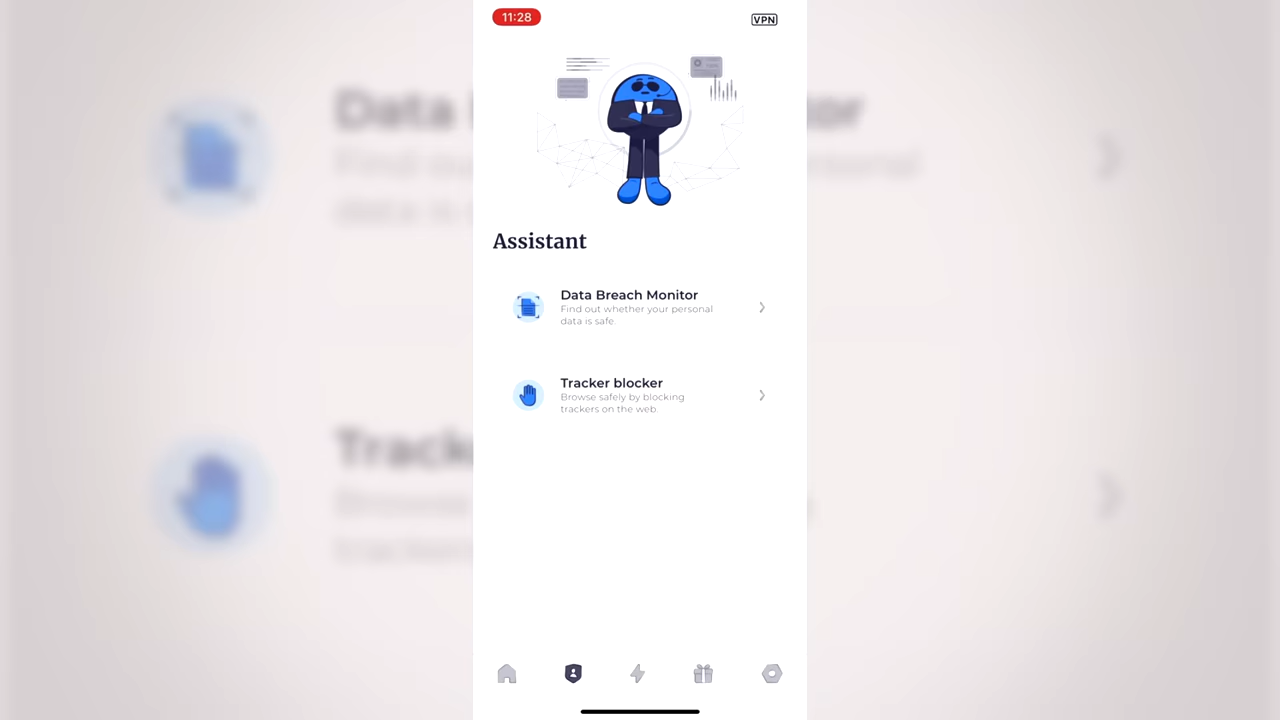 11:28
VPN
Assistant
Data Breach Monitor
Find out whether your personal
data is safe.
Tracker blocker
Browse safely by blocking
trackers on the web.